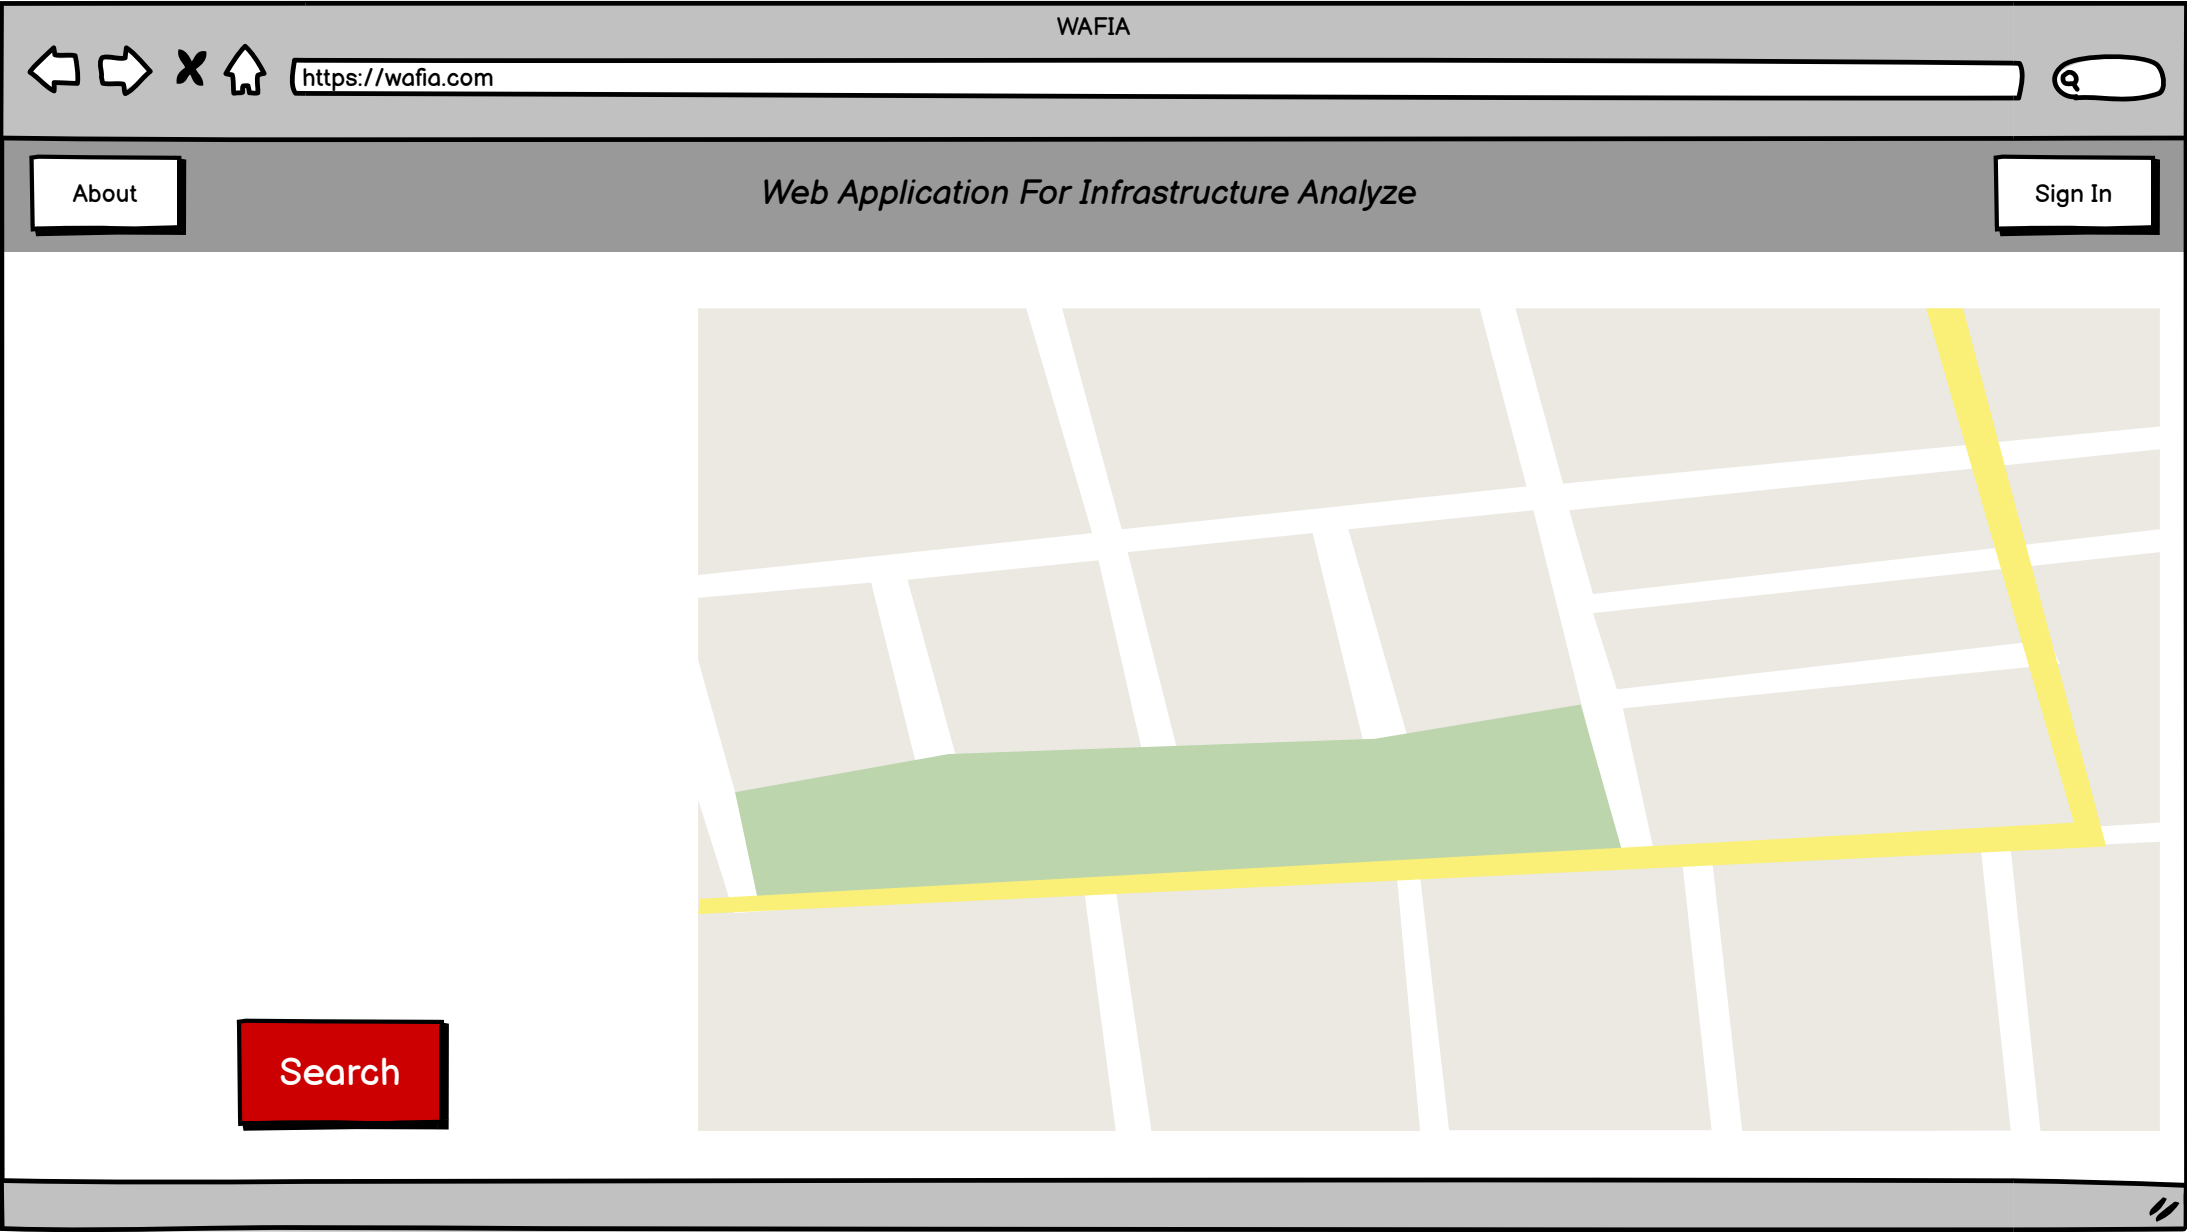 WAFIA
https://wafia.com
About
Web Application For Infrastructure Analyze
Sign In
Search